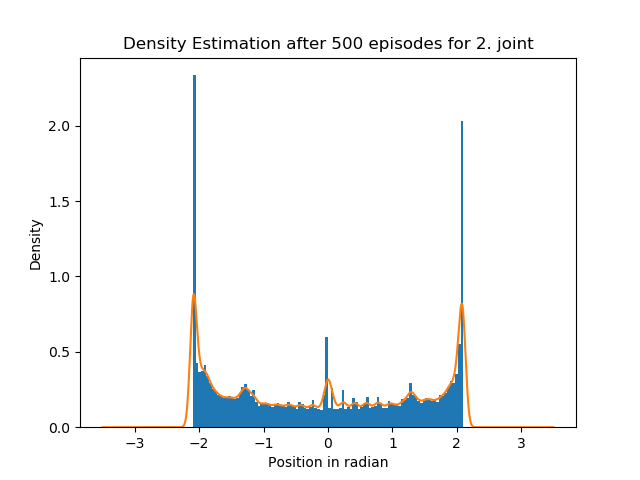 Density Estimation after 500 episodes for 2. joint
2.0
1.5
1.0
0.5
0.0
Density
−3 −2 −1 0 1 2 3
Position in radian